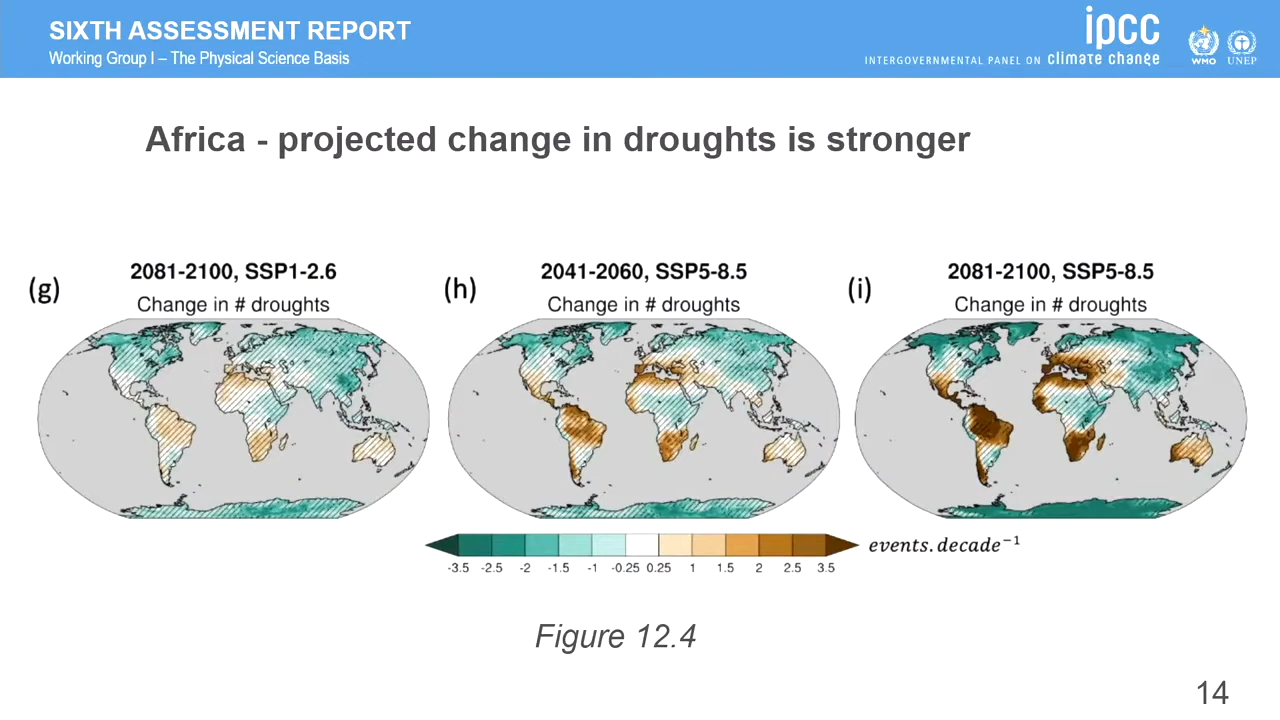 SIXTH ASSESSMENT REPORT
Working Group I – The Physical Science Basis
INTERGOVERNMENTAL PANEL ON climate change
ipcc
WMO
UNEP
Africa - projected change in droughts is stronger
(g)
2081-2100, SSP1-2.6
Change in # droughts
(h)
2041-2060, SSP5-8.5
Change in # droughts
(i)
2081-2100, SSP5-8.5
Change in # droughts
-3.5 -2.5 -2 -1.5 -1 -0.25 0.25 1 1.5 2 2.5 3.5
events.decade⁻¹
Figure 12.4
14